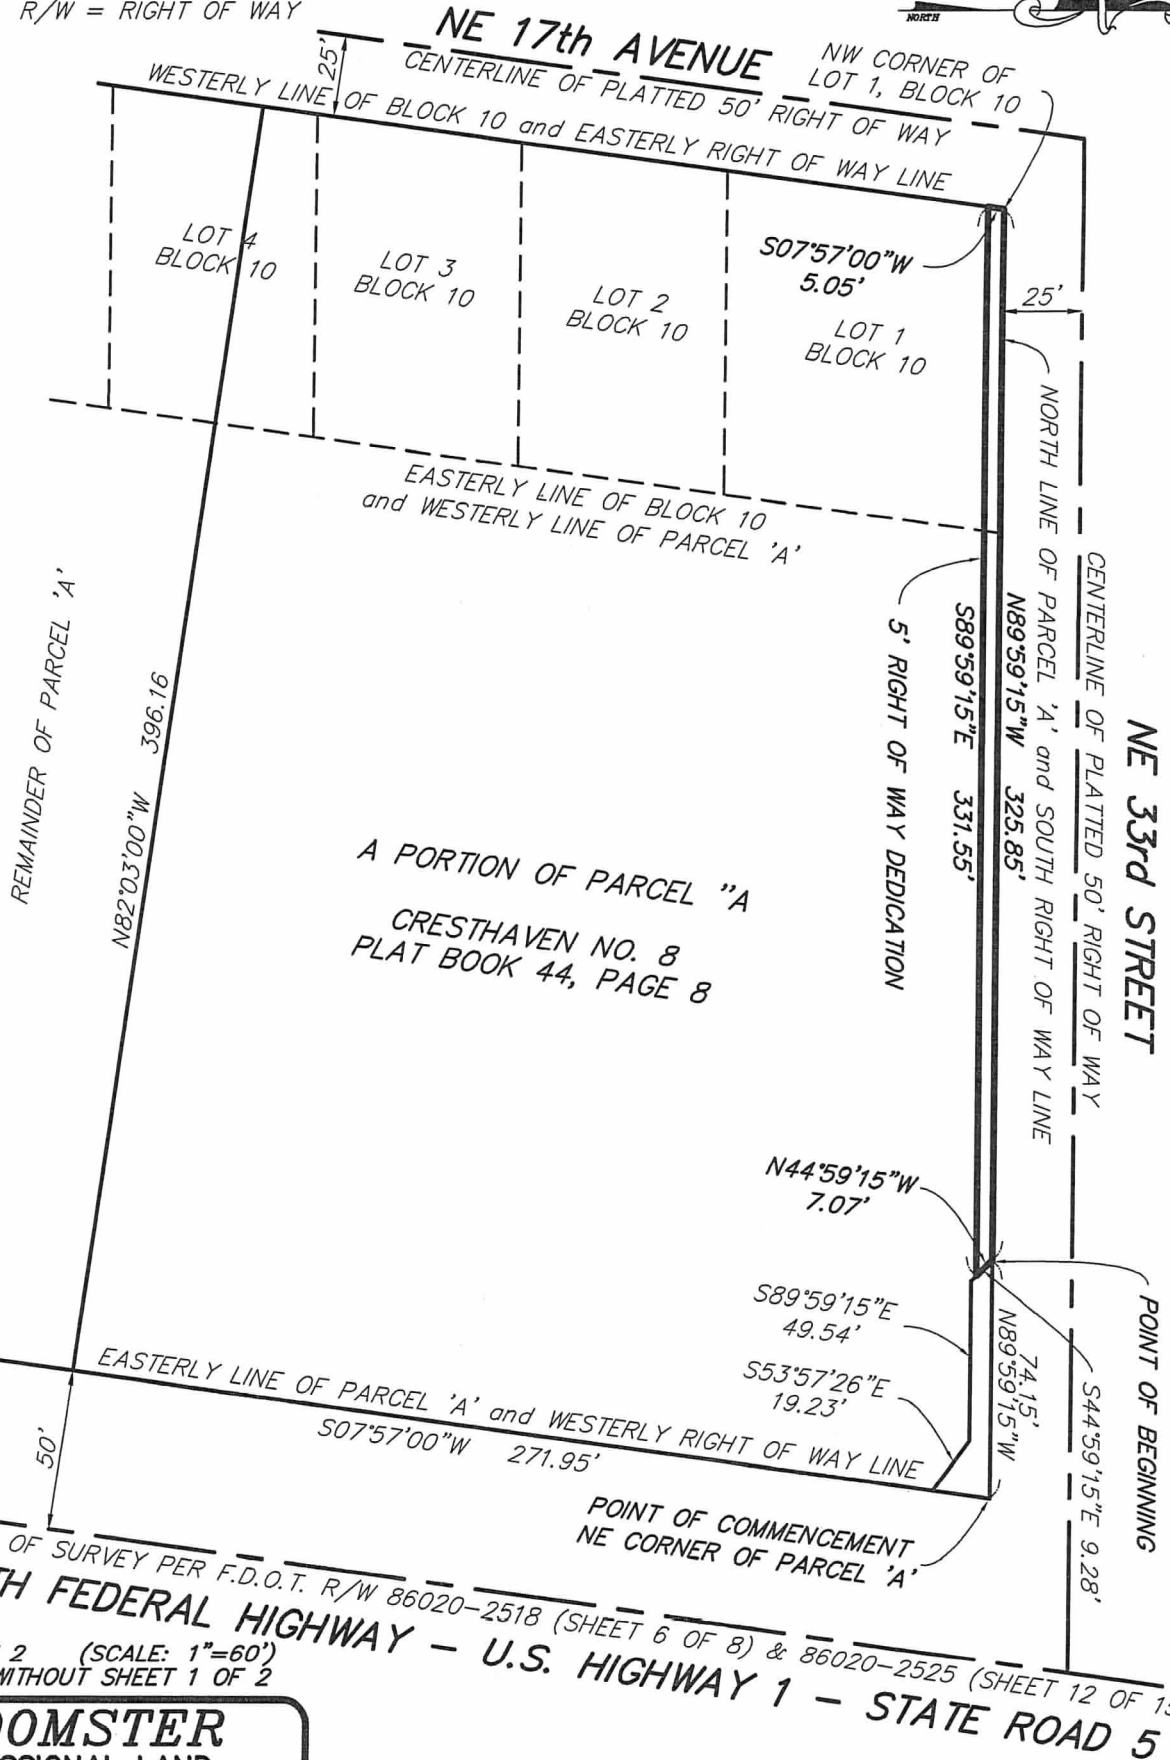 R/W = RIGHT OF WAY
NORTH
NE 17th AVENUE
25'
CENTERLINE OF PLATTED 50' RIGHT OF WAY
NW CORNER OF
LOT 1, BLOCK 10
WESTERLY LINE OF BLOCK 10 and EASTERLY RIGHT OF WAY LINE
LOT 4
BLOCK 10
LOT 3
BLOCK 10
LOT 2
BLOCK 10
LOT 1
BLOCK 10
S07°57'00"W
5.05'
25'
EASTERLY LINE OF BLOCK 10
and WESTERLY LINE OF PARCEL 'A'
NORTH LINE OF PARCEL 'A' and SOUTH RIGHT OF WAY LINE
CENTERLINE OF PLATTED 50' RIGHT OF WAY
NE 33rd STREET
N89°59'15"W 325.85'
S89°59'15"E 331.55'
5' RIGHT OF WAY DEDICATION
REMAINDER OF PARCEL 'A'
N82°03'00"W 396.16
A PORTION OF PARCEL "A
CRESTHAVEN NO. 8
PLAT BOOK 44, PAGE 8
N44°59'15"W
7.07'
S89°59'15"E
49.54'
S53°57'26"E
19.23'
74.15'
N89°59'15"W
S44°59'15"E 9.28'
POINT OF BEGINNING
EASTERLY LINE OF PARCEL 'A' and WESTERLY RIGHT OF WAY LINE
S07°57'00"W 271.95'
50'
POINT OF COMMENCEMENT
NE CORNER OF PARCEL 'A'
OF SURVEY PER F.D.O.T. R/W 86020-2518 (SHEET 6 OF 8) & 86020-2525 (SHEET 12 OF 15
TH FEDERAL HIGHWAY - U.S. HIGHWAY 1 - STATE ROAD 5
2 (SCALE: 1"=60')
WITHOUT SHEET 1 OF 2
OOMSTER